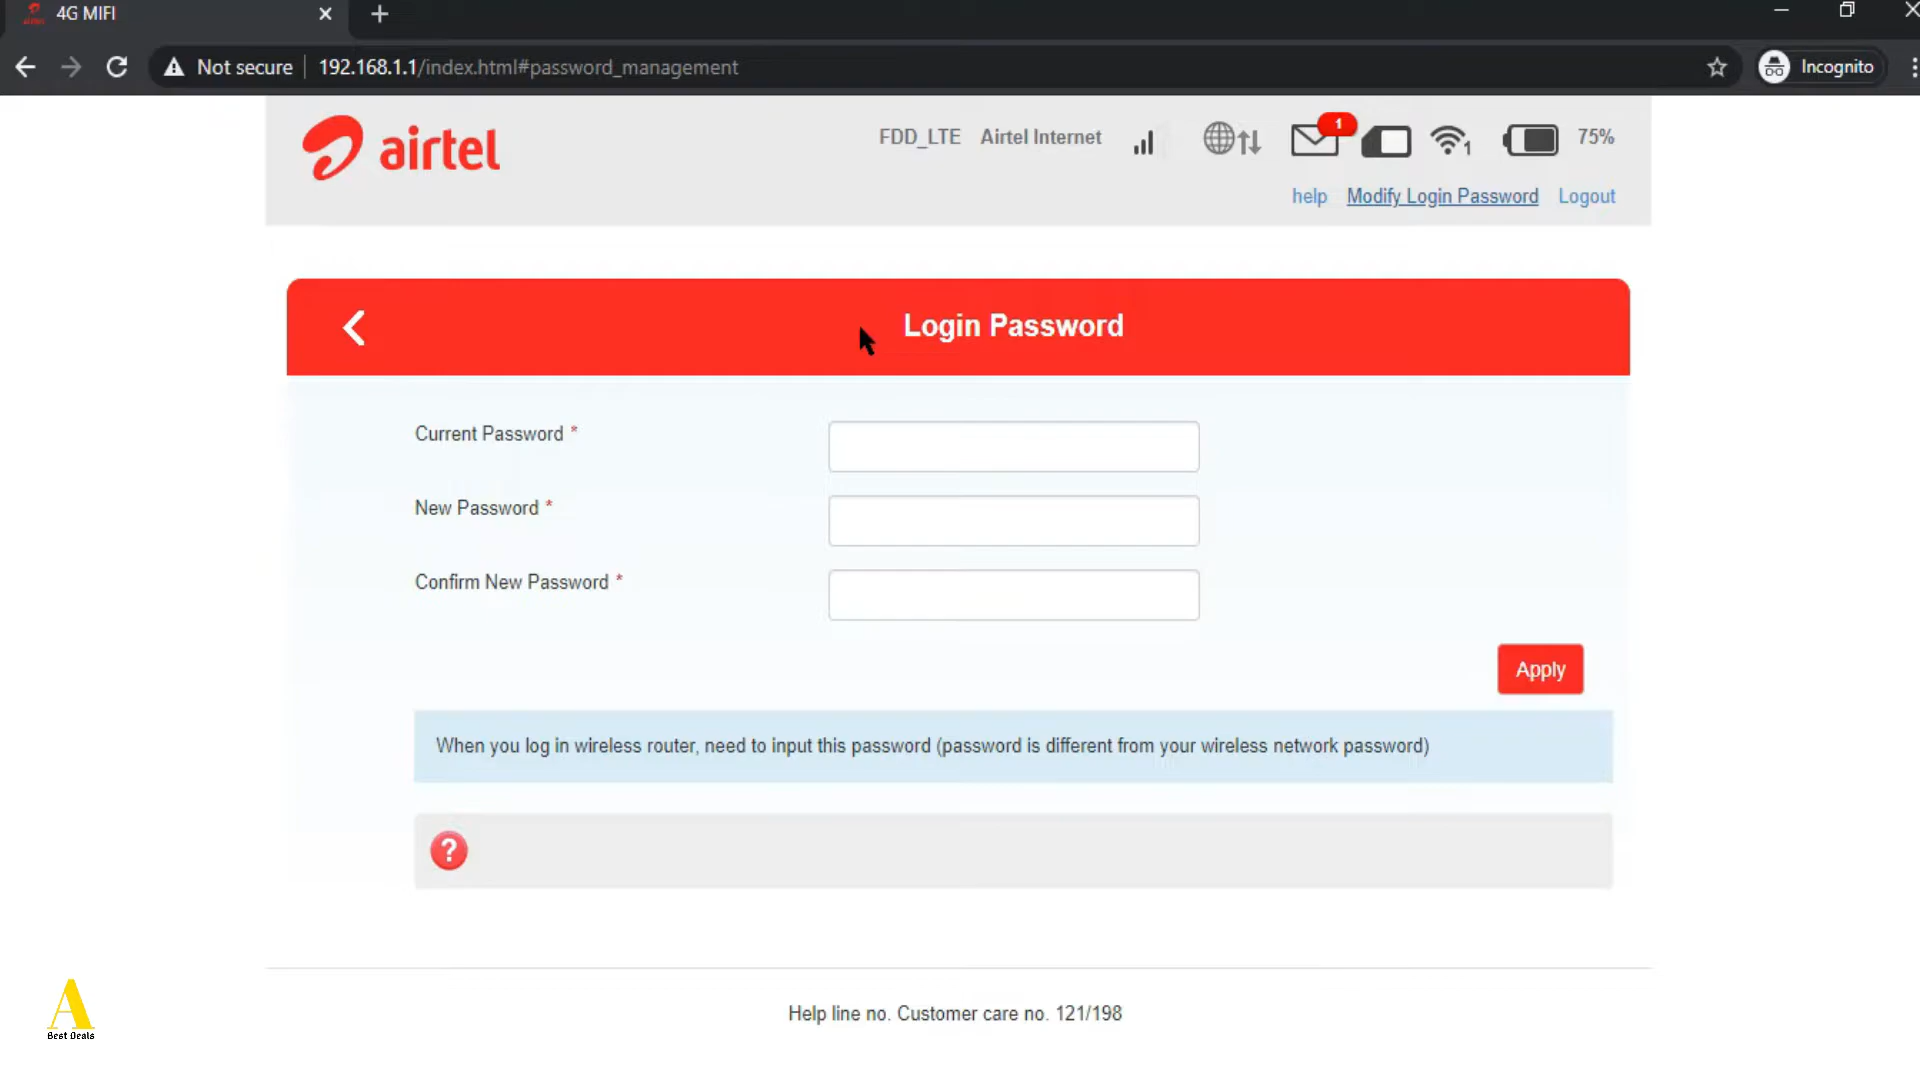 4G MIFI
Not secure 192.168.1.1/index.html#password_management Incognito
airtel
FDD_LTE Airtel Internet 1 1 75%
help Modify Login Password Logout
Login Password
Current Password *
New Password *
Confirm New Password *
Apply
When you log in wireless router, need to input this password (password is different from your wireless network password)
?
A
Best Deals
Help line no. Customer care no. 121/198